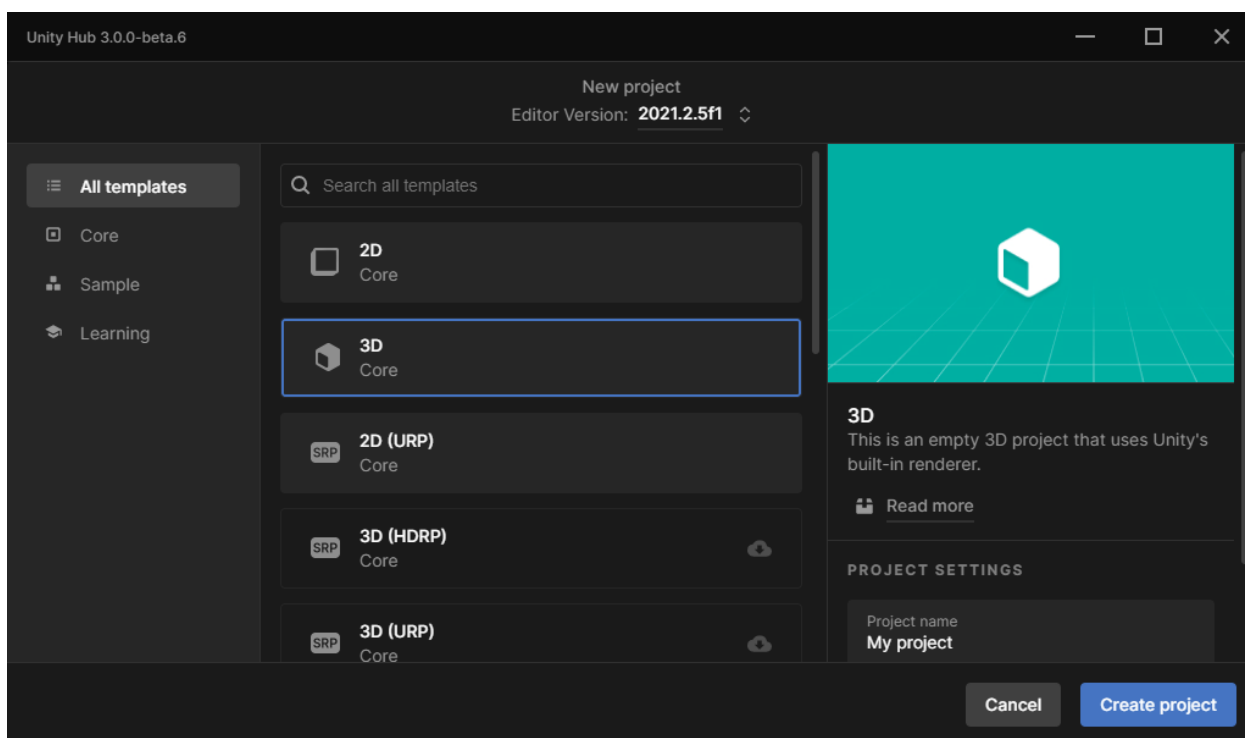 Unity Hub 3.0.0-beta.6
New project
Editor Version: 2021.2.5f1
All templates
Core
Sample
Learning
Search all templates
2D
Core
3D
Core
SRP
2D (URP)
Core
SRP
3D (HDRP)
Core
SRP
3D (URP)
Core
3D
This is an empty 3D project that uses Unity's
built-in renderer.
Read more
PROJECT SETTINGS
Project name
My project
Cancel
Create project